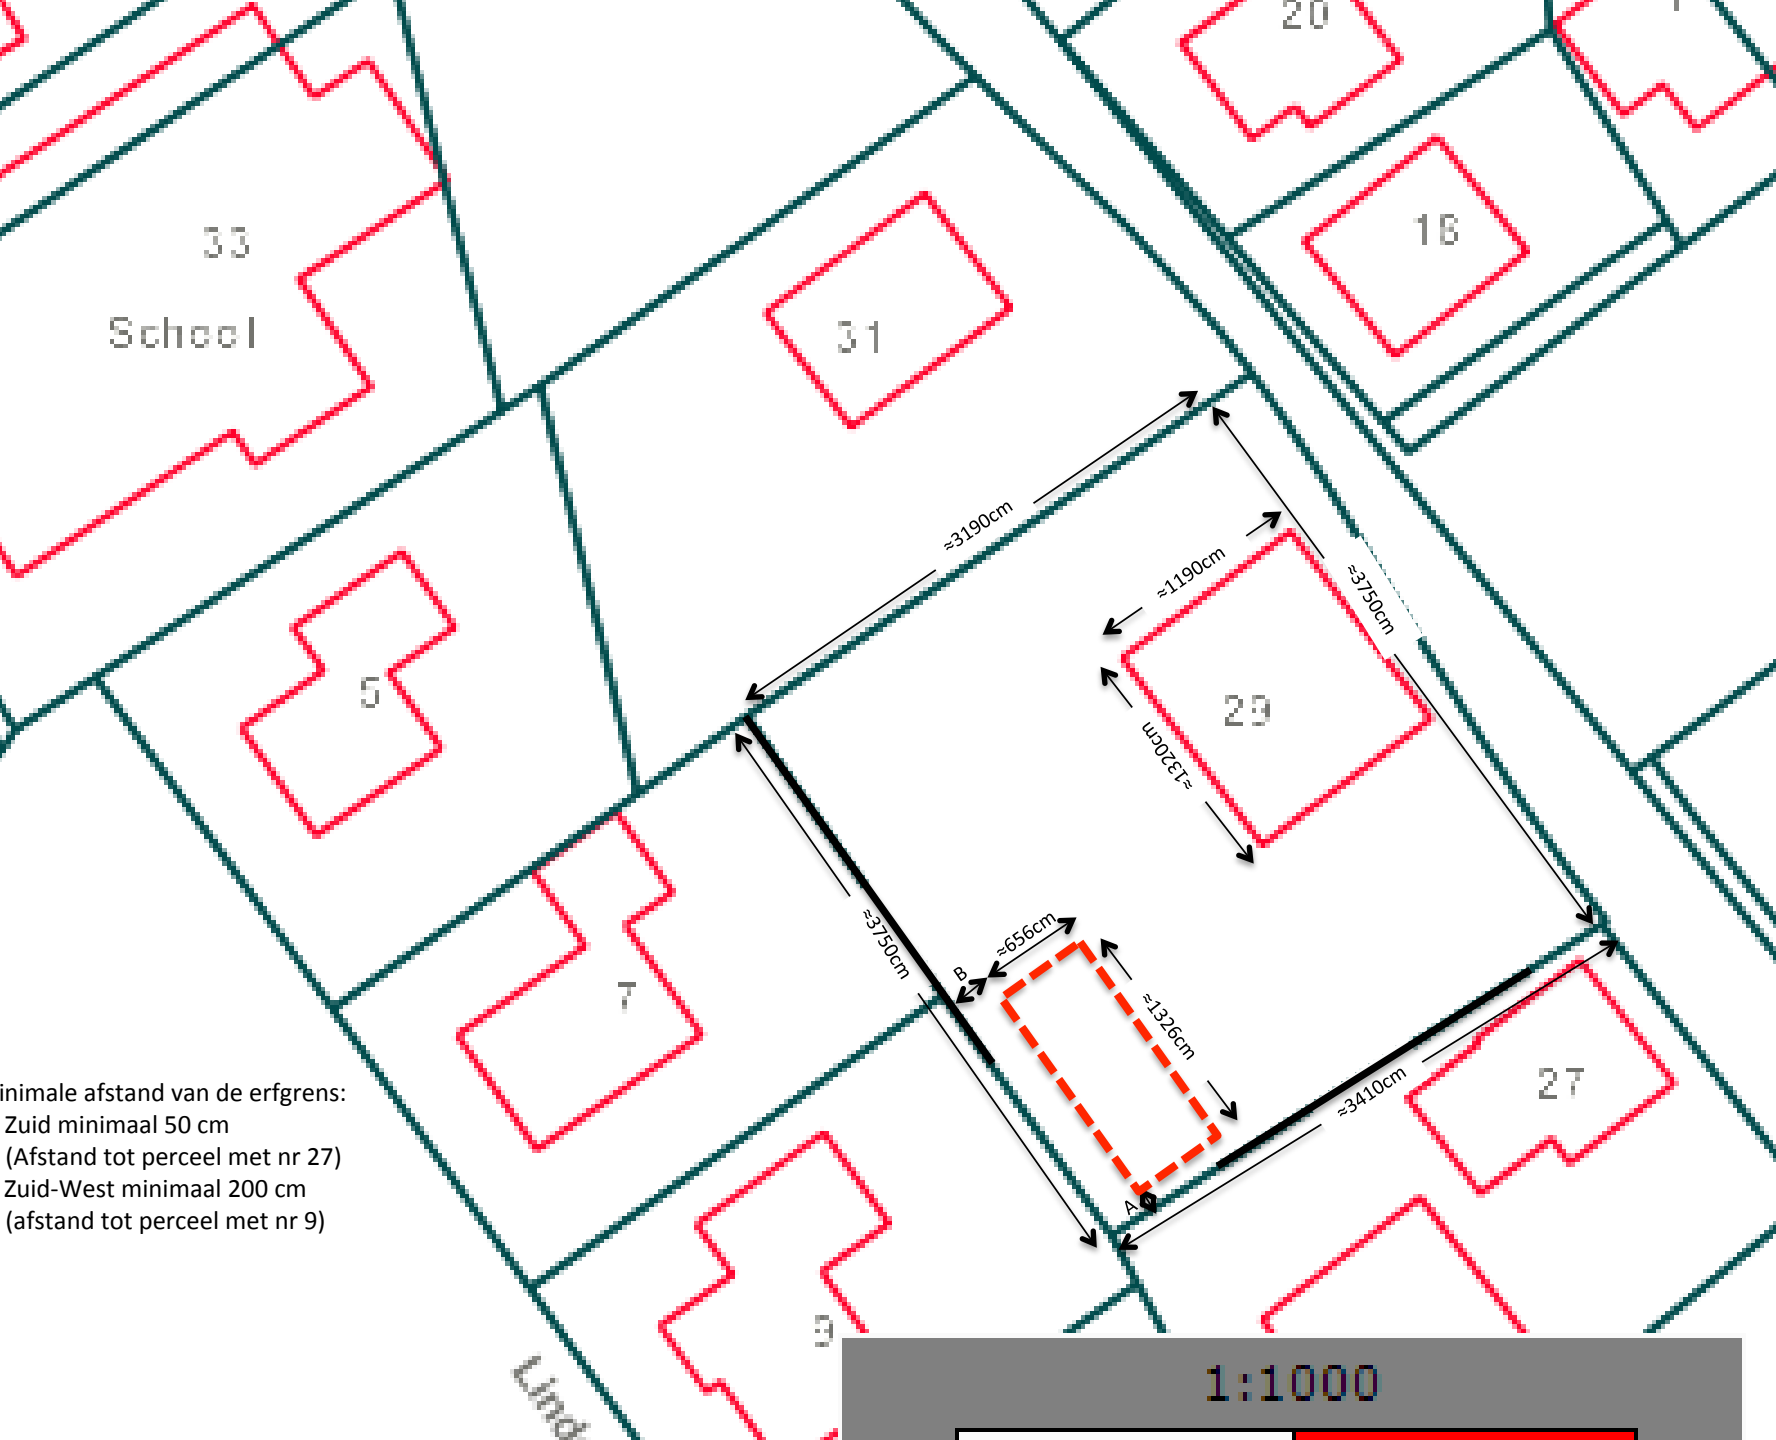 20
18
33
School
31
≈3190cm
≈1190cm
≈3750cm
5
29
≈1320cm
≈3750cm
≈656cm
B
≈1326cm
7
≈3410cm
27
inimale afstand van de erfgrens:
Zuid minimaal 50 cm
(Afstand tot perceel met nr 27)
Zuid-West minimaal 200 cm
(afstand tot perceel met nr 9)
A
9
Lind
1:1000